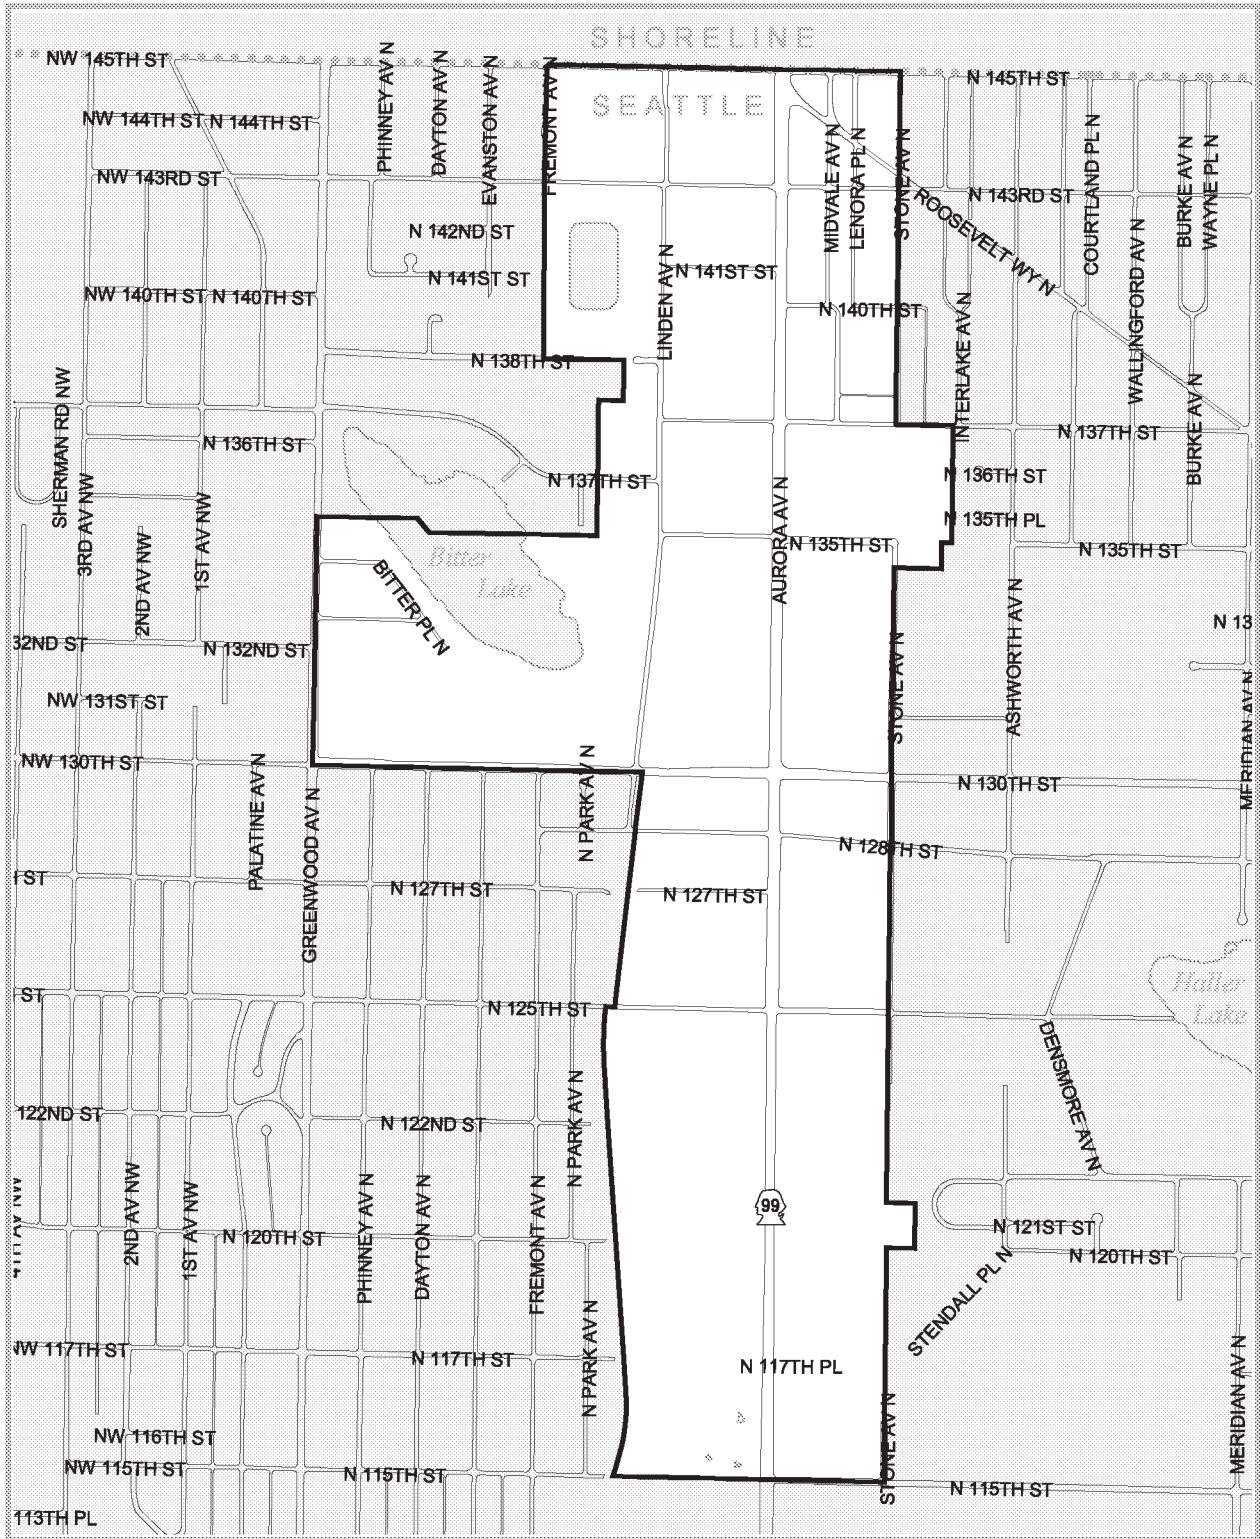 SHORELINE
NW 145TH ST
PHINNEY AV N
DAYTON AV N
EVANSTON AV N
FREMONT AV N
N 145TH ST
SEATTLE
NW 144TH ST
N 144TH ST
MIDVALE AV N
LENORA PL N
STONE AV N
COURTLAND PL N
BURKE AV N
WAYNE PL N
NW 143RD ST
N 143RD ST
ROOSEVELT WY N
N 142ND ST
LINDEN AV N
N 141ST ST
N 141ST ST
WALLINGFORD AV N
NW 140TH ST
N 140TH ST
N 140TH ST
INTERLAKE AV N
N 138TH ST
SHERMAN RD NW
BURKE AV N
N 136TH ST
N 137TH ST
N 137TH ST
N 136TH ST
3RD AV NW
1ST AV NW
AURORA AV N
N 135TH PL
2ND AV NW
N 135TH ST
N 135TH ST
Bitter
Lake
BITTER PL N
ASHWORTH AV N
N 13
32ND ST
N 132ND ST
STONE AV N
NW 131ST ST
MERIDIAN AV N
NW 130TH ST
N PARK AV N
N 130TH ST
PALATINE AV N
GREENWOOD AV N
N 128TH ST
ST
N 127TH ST
N 127TH ST
ST
N 125TH ST
Haller
Lake
DENSMORE AV N
122ND ST
N 122ND ST
N PARK AV N
2ND AV NW
1ST AV NW
PHINNEY AV N
DAYTON AV N
FREMONT AV N
99
N 120TH ST
N 121ST ST
N 120TH ST
STENDALL PL N
NW 117TH ST
N 117TH ST
N PARK AV N
N 117TH PL
MERIDIAN AV N
NW 116TH ST
STONE AV N
NW 115TH ST
N 115TH ST
N 115TH ST
113TH PL